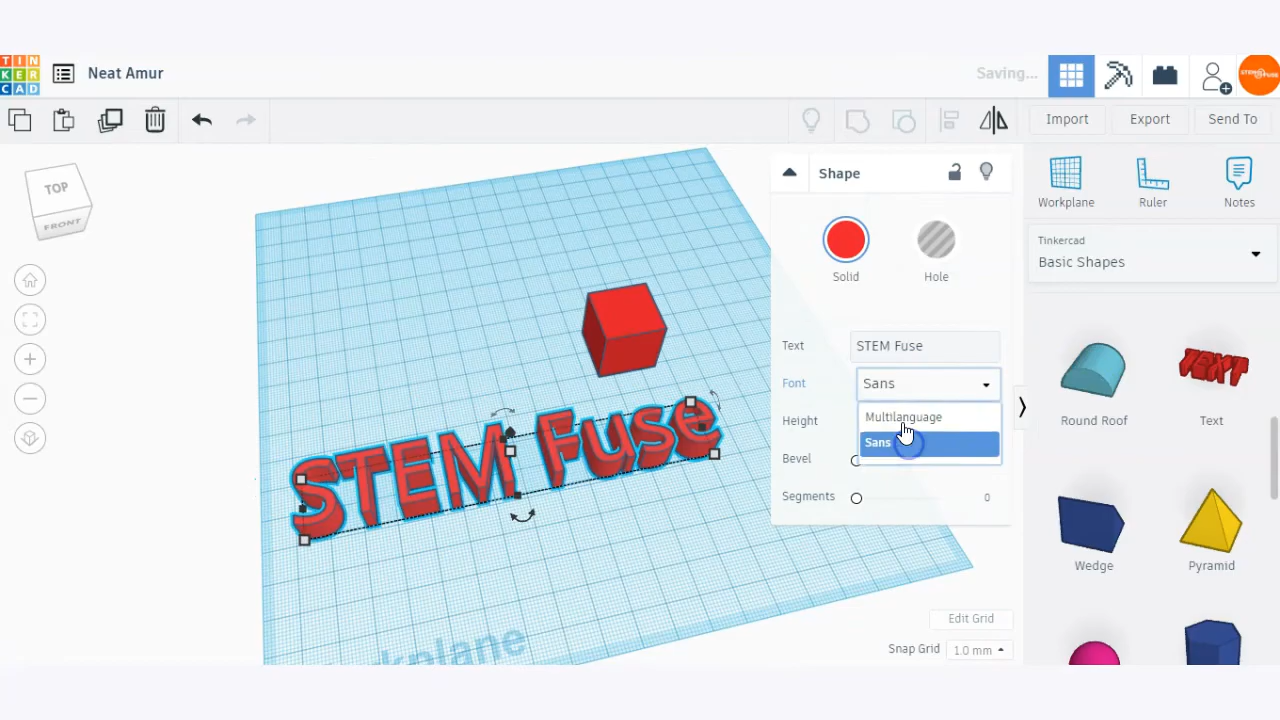 TIN
KER
CAD
Neat Amur
Saving...
STEM FUSE
Import
Export
Send To
TOP
FRONT
Shape
Solid
Hole
Workplane
Ruler
Notes
Tinkercad
Basic Shapes
Text
STEM Fuse
Font
Sans
Multilanguage
Sans
Height
Bevel
Segments
0
STEM Fuse
TEXT
Round Roof
Text
Wedge
Pyramid
Edit Grid
Snap Grid
1.0 mm